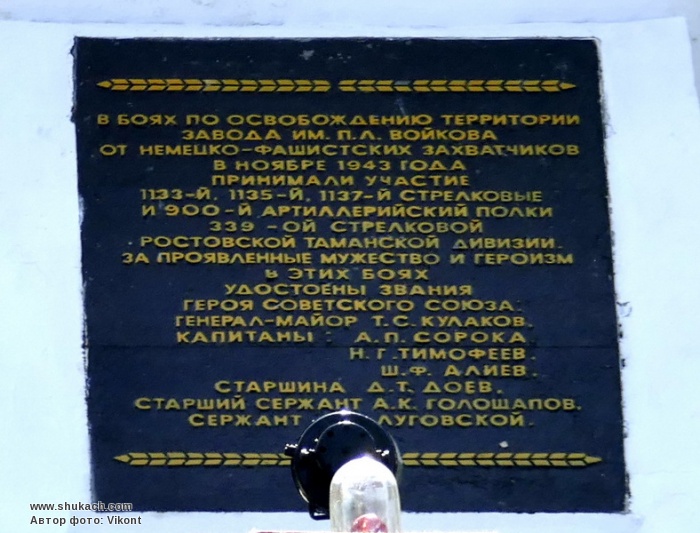 В БОЯХ ПО ОСВОБОЖДЕНИЮ ТЕРРИТОРИИ
ЗАВОДА ИМ. П.Л. ВОЙКОВА
ОТ НЕМЕЦКО-ФАШИСТСКИХ ЗАХВАТЧИКОВ
В НОЯБРЕ 1943 ГОДА
ПРИНИМАЛИ УЧАСТИЕ
1133-Й, 1135-Й, 1137-Й СТРЕЛКОВЫЕ
И 900-Й АРТИЛЛЕРИЙСКИЙ ПОЛКИ
339-ОЙ СТРЕЛКОВОЙ
РОСТОВСКОЙ ТАМАНСКОЙ ДИВИЗИИ.
ЗА ПРОЯВЛЕННЫЕ МУЖЕСТВО И ГЕРОИЗМ
В ЭТИХ БОЯХ
УДОСТОЕНЫ ЗВАНИЯ
ГЕРОЯ СОВЕТСКОГО СОЮЗА:
ГЕНЕРАЛ-МАЙОР Т.С. КУЛАКОВ.
КАПИТАНЫ: А.П. СОРОКА
Н.Г. ТИМОФЕЕВ.
Ш.Ф. АЛИЕВ.
СТАРШИНА Д.Т. ДОЕВ.
СТАРШИЙ СЕРЖАНТ А.К. ГОЛОЩАПОВ.
СЕРЖАНТ ЛУГОВСКОЙ.
www.shukach.com
Автор фото: Vikont